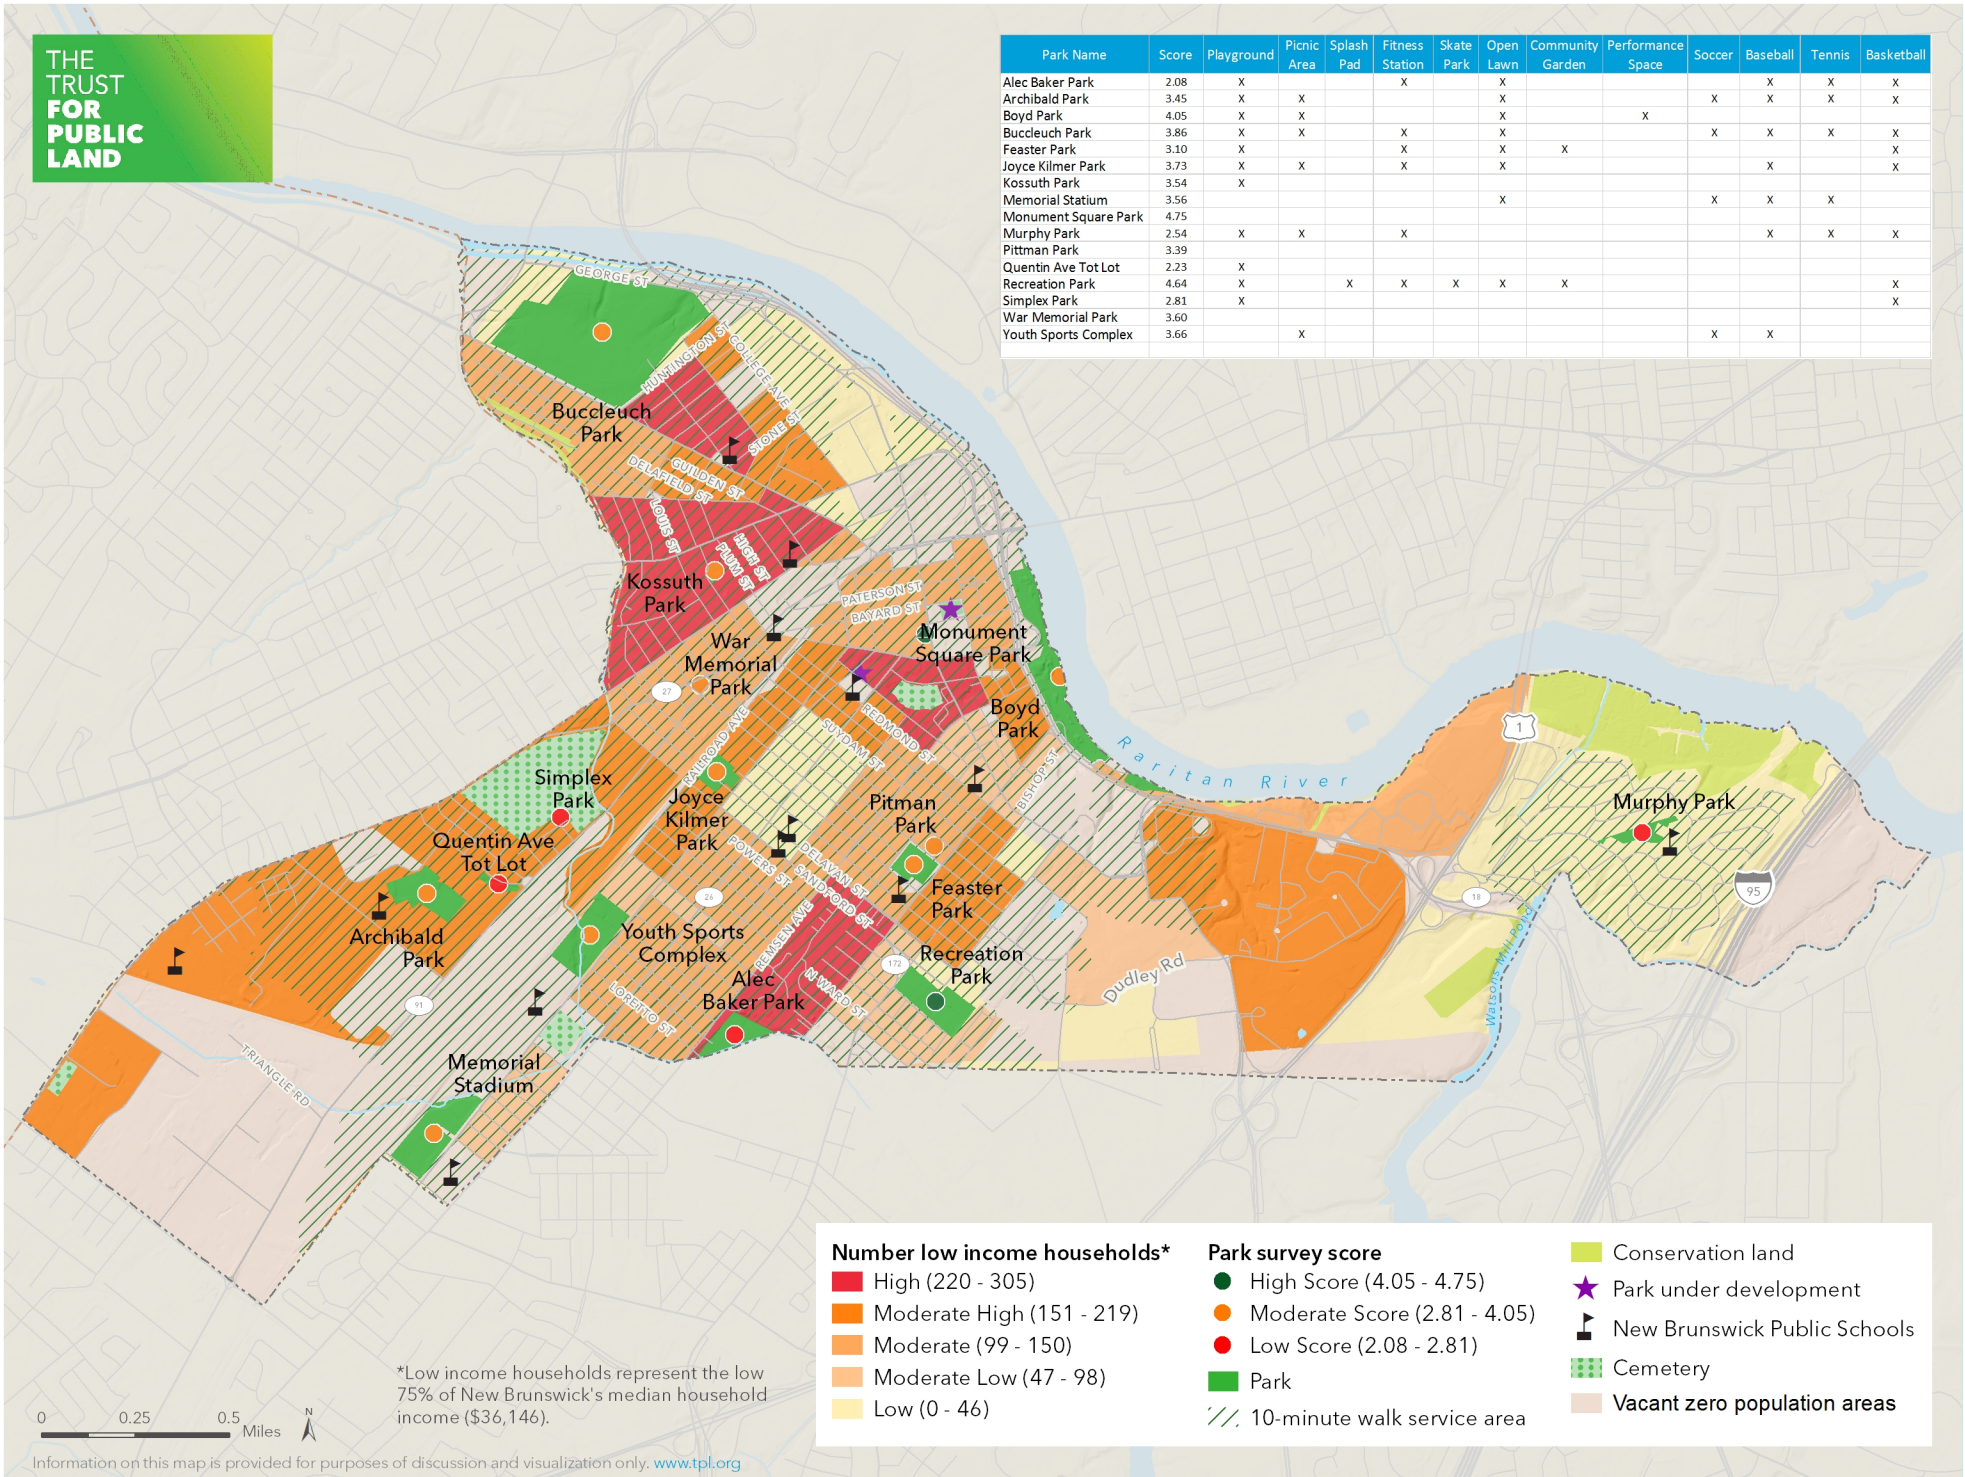 THE
TRUST
FOR
PUBLIC
LAND
Park Name Score Playground Picnic Area Splash Pad Fitness Station Skate Park Open Lawn Community Garden Performance Space Soccer Baseball Tennis Basketball
Alec Baker Park 2.08 X X X X X X
Archibald Park 3.45 X X X X X X X
Boyd Park 4.05 X X X X
Buccleuch Park 3.86 X X X X X X X X
Feaster Park 3.10 X X X X X
Joyce Kilmer Park 3.73 X X X X X X
Kossuth Park 3.54 X
Memorial Statium 3.56 X X X X
Monument Square Park 4.75
Murphy Park 2.54 X X X X X X
Pittman Park 3.39
Quentin Ave Tot Lot 2.23 X
Recreation Park 4.64 X X X X X X X
Simplex Park 2.81 X X
War Memorial Park 3.60
Youth Sports Complex 3.66 X X X
GEORGE ST
HUNTINGTON ST
COLLEGE AVE
Buccleuch
Park
STONE ST
GUILDEN ST
DELAFIELD ST
LOUIS ST
HIGH ST
PLUM ST
Kossuth
Park
PATERSON ST
BAYARD ST
Monument
Square Park
War
Memorial
Park
27
Boyd
Park
REDMOND ST
SUYDAM ST
RAILROAD AVE
BISHOP ST
Raritan River
1
Simplex
Park
Joyce
Kilmer
Park
Pitman
Park
Murphy Park
Quentin Ave
Tot Lot
POWERS ST
DELAVAN ST
SANDFORD ST
Feaster
Park
26
18
95
Archibald
Park
Youth Sports
Complex
REMSEN AVE
Recreation
Park
172
Alec
Baker Park
N WARD ST
LORETTO ST
Dudley Rd
Watsons Mill Pond
91
TRIANGLE RD
Memorial
Stadium
Number low income households*
High (220 - 305)
Moderate High (151 - 219)
Moderate (99 - 150)
Moderate Low (47 - 98)
Low (0 - 46)
Park survey score
High Score (4.05 - 4.75)
Moderate Score (2.81 - 4.05)
Low Score (2.08 - 2.81)
Park
10-minute walk service area
Conservation land
Park under development
New Brunswick Public Schools
Cemetery
Vacant zero population areas
*Low income households represent the low
75% of New Brunswick's median household
income ($36,146).
0 0.25 0.5
Miles
N
Information on this map is provided for purposes of discussion and visualization only. www.tpl.org